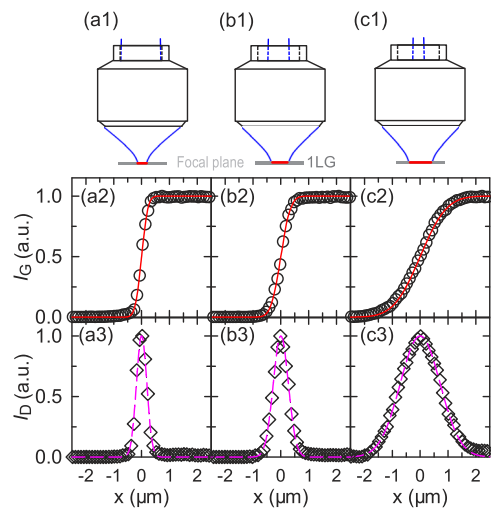 (a1) (b1) (c1)
Focal plane 1LG
(a2) (b2) (c2)
1.0
0.5
0.0
I_G (a.u.)
(a3) (b3) (c3)
1.0
0.5
0.0
I_D (a.u.)
-2 -1 0 1 2 -2 -1 0 1 2 -2 -1 0 1 2
x (μm) x (μm) x (μm)